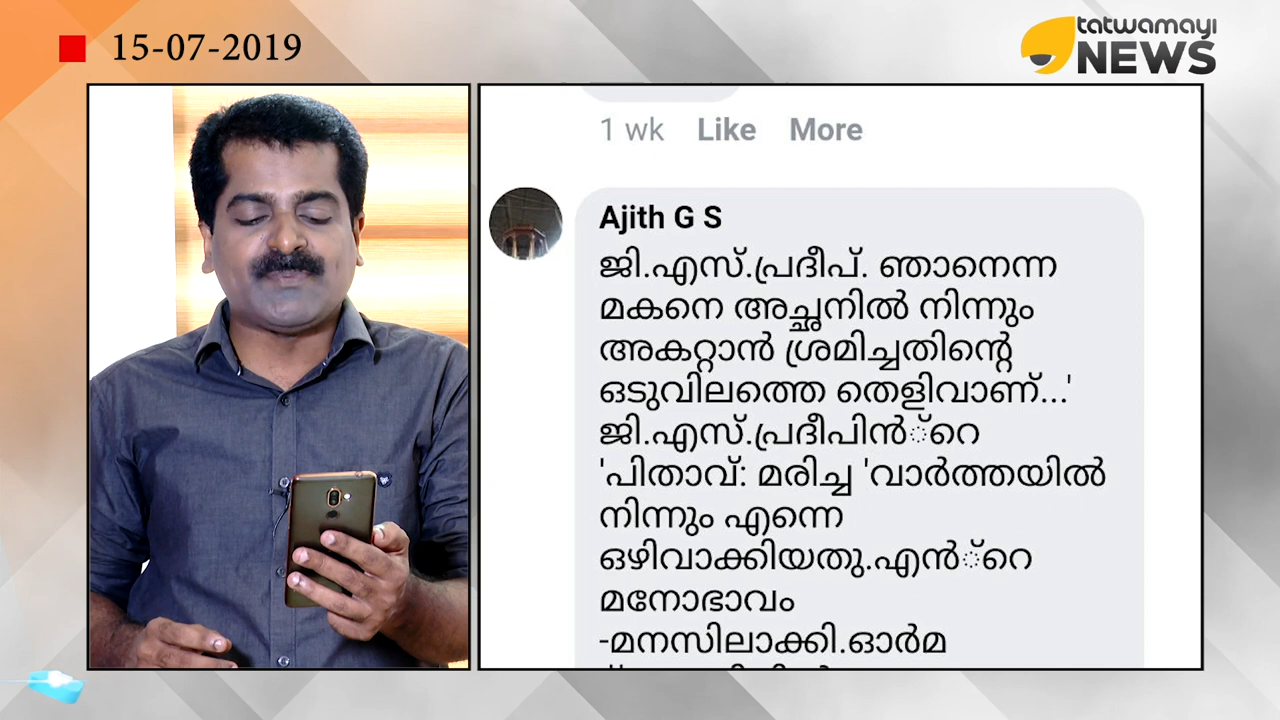 15-07-2019
tatwamayi
NEWS
1 wk Like More
Ajith G S
ജി.എസ്.പ്രദീപ്. ഞാനെന്ന
മകനെ അച്ഛനിൽ നിന്നും
അകറ്റാൻ ശ്രമിച്ചതിന്റെ
ഒടുവിലത്തെ തെളിവാണ്...'
ജി.എസ്.പ്രദീപിൻ്റെ
'പിതാവ്: മരിച്ച 'വാർത്തയിൽ
നിന്നും എന്നെ
ഒഴിവാക്കിയതു.എൻ്റെ
മനോഭാവം
-മനസിലാക്കി.ഓർമ